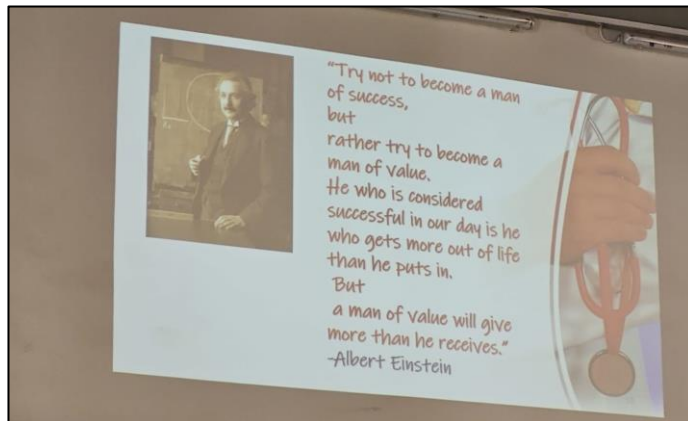 "Try not to become a man
of success,
but
rather try to become a
man of value.
He who is considered
successful in our day is he
who gets more out of life
than he puts in.
But
a man of value will give
more than he receives."
-Albert Einstein